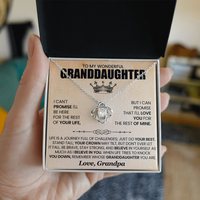 TO MY WONDERFUL
GRANDDAUGHTER
I CAN'T
PROMISE I'LL
BE HERE
FOR THE REST
OF YOUR LIFE,
BUT I CAN
PROMISE
THAT I'LL LOVE
YOU FOR
THE REST OF MINE.
LIFE IS A JOURNEY FULL OF CHALLENGES, JUST DO YOUR BEST.
STAND TALL, YOUR CROWN MAY TILT, BUT DON'T EVER LET
IT FALL. BE BRAVE, STAY STRONG, AND BELIEVE IN YOURSELF AS
MUCH AS I BELIEVE IN YOU. WHEN LIFE TRIES TO KNOCK
YOU DOWN, REMEMBER WHOSE GRANDDAUGHTER YOU ARE.
Love, Grandpa